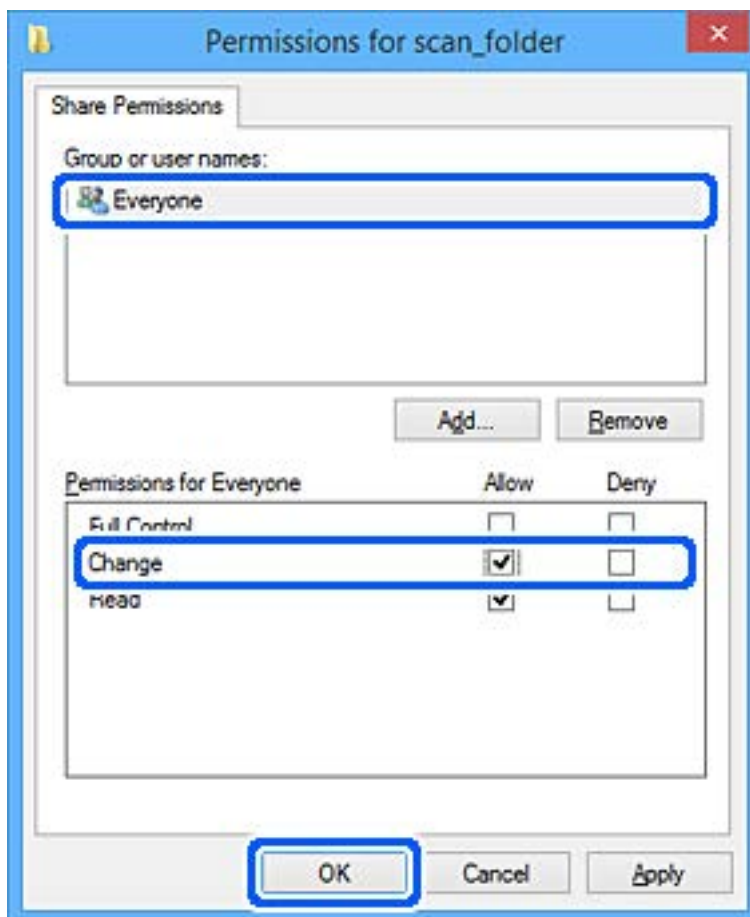 Permissions for scan_folder
Share Permissions
Group or user names:
Everyone
Add... Remove
Permissions for Everyone Allow Deny
Full Control
Change
Read
OK Cancel Apply